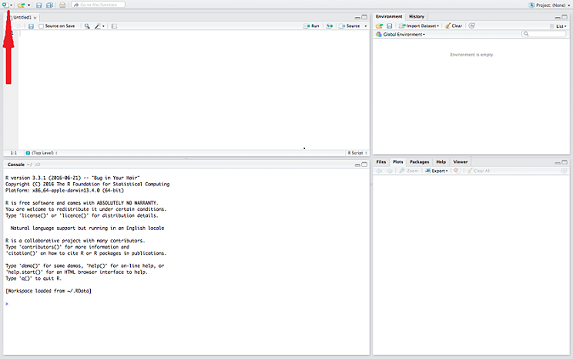 Go to file/function
Project: (None)
Untitled1
Source on Save
Run
Source
1:1
(Top Level)
R Script
Environment
History
Import Dataset
Clear
List
Global Environment
Environment is empty
Console ~/
R version 3.3.1 (2016-06-21) -- "Bug in Your Hair"
Copyright (C) 2016 The R Foundation for Statistical Computing
Platform: x86_64-apple-darwin13.4.0 (64-bit)
R is free software and comes with ABSOLUTELY NO WARRANTY.
You are welcome to redistribute it under certain conditions.
Type 'license()' or 'licence()' for distribution details.
Natural language support but running in an English locale
R is a collaborative project with many contributors.
Type 'contributors()' for more information and
'citation()' on how to cite R or R packages in publications.
Type 'demo()' for some demos, 'help()' for on-line help, or
'help.start()' for an HTML browser interface to help.
Type 'q()' to quit R.
[Workspace loaded from ~/.RData]
>
Files
Plots
Packages
Help
Viewer
Zoom
Export
Clear All